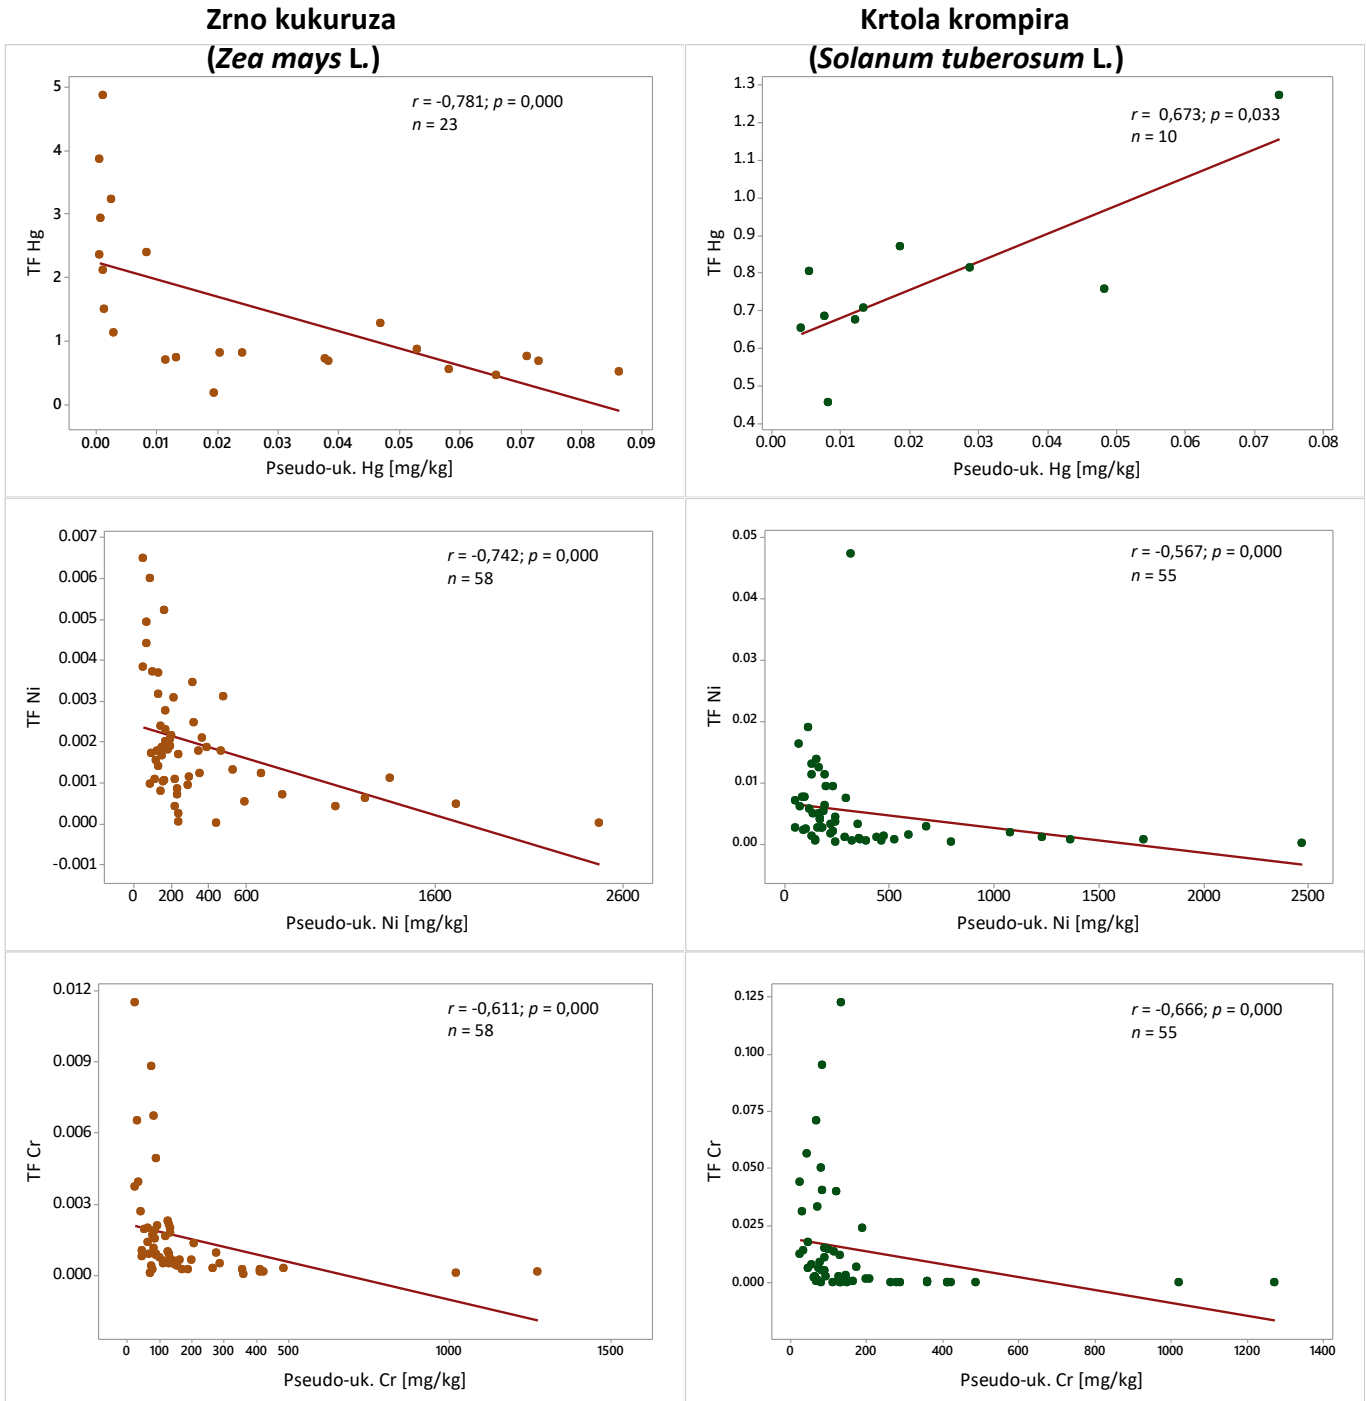 Zrno kukuruza
(Zea mays L.)
Krtola krompira
(Solanum tuberosum L.)
r = -0,781; p = 0,000
n = 23
5
4
3
2
1
0
TF Hg
0.00 0.01 0.02 0.03 0.04 0.05 0.06 0.07 0.08 0.09
Pseudo-uk. Hg [mg/kg]
r = 0,673; p = 0,033
n = 10
1.3
1.2
1.1
1.0
0.9
0.8
0.7
0.6
0.5
0.4
TF Hg
0.00 0.01 0.02 0.03 0.04 0.05 0.06 0.07 0.08
Pseudo-uk. Hg [mg/kg]
r = -0,742; p = 0,000
n = 58
0.007
0.006
0.005
0.004
0.003
0.002
0.001
0.000
-0.001
TF Ni
0 200 400 600 1600 2600
Pseudo-uk. Ni [mg/kg]
r = -0,567; p = 0,000
n = 55
0.05
0.04
0.03
0.02
0.01
0.00
TF Ni
0 500 1000 1500 2000 2500
Pseudo-uk. Ni [mg/kg]
r = -0,611; p = 0,000
n = 58
0.012
0.009
0.006
0.003
0.000
TF Cr
0 100 200 300 400 500 1000 1500
Pseudo-uk. Cr [mg/kg]
r = -0,666; p = 0,000
n = 55
0.125
0.100
0.075
0.050
0.025
0.000
TF Cr
0 200 400 600 800 1000 1200 1400
Pseudo-uk. Cr [mg/kg]